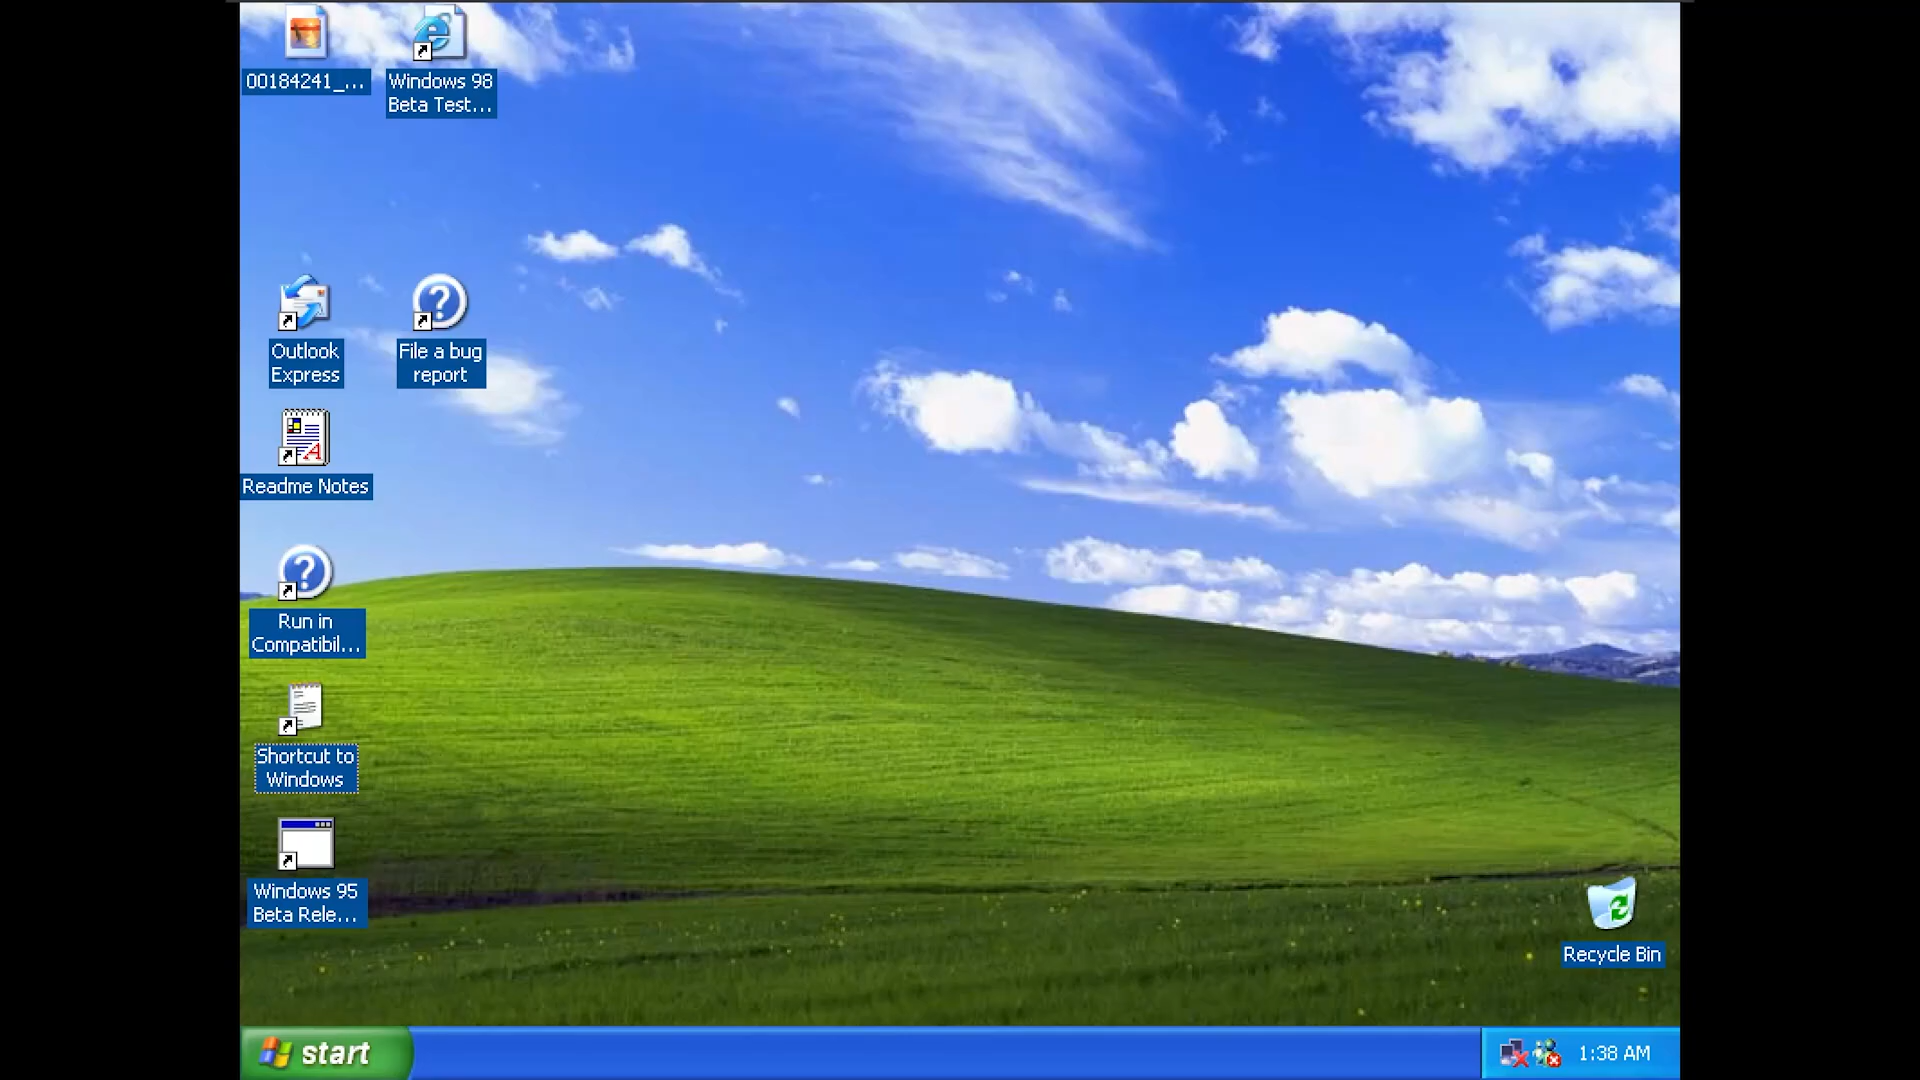 00184241_...
Windows 98
Beta Test...
Outlook
Express
File a bug
report
Readme Notes
Run in
Compatibil...
Shortcut to
Windows
Windows 95
Beta Rele...
Recycle Bin
start
1:38 AM